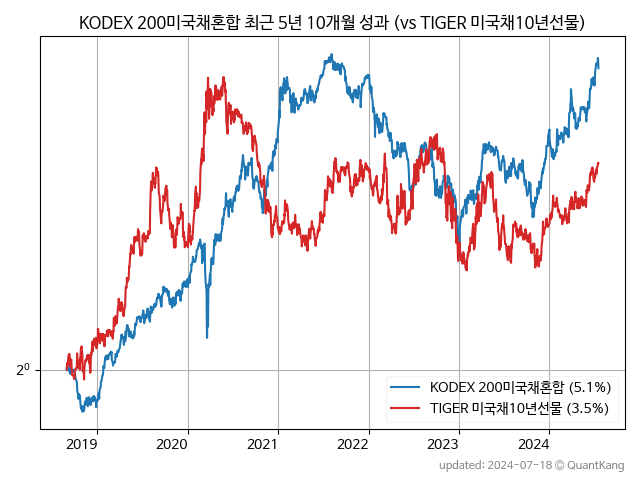 KODEX 200미국채혼합 최근 5년 10개월 성과 (vs TIGER 미국채10년선물)
2⁰
KODEX 200미국채혼합 (5.1%)
TIGER 미국채10년선물 (3.5%)
2019 2020 2021 2022 2023 2024
updated: 2024-07-18 © QuantKang